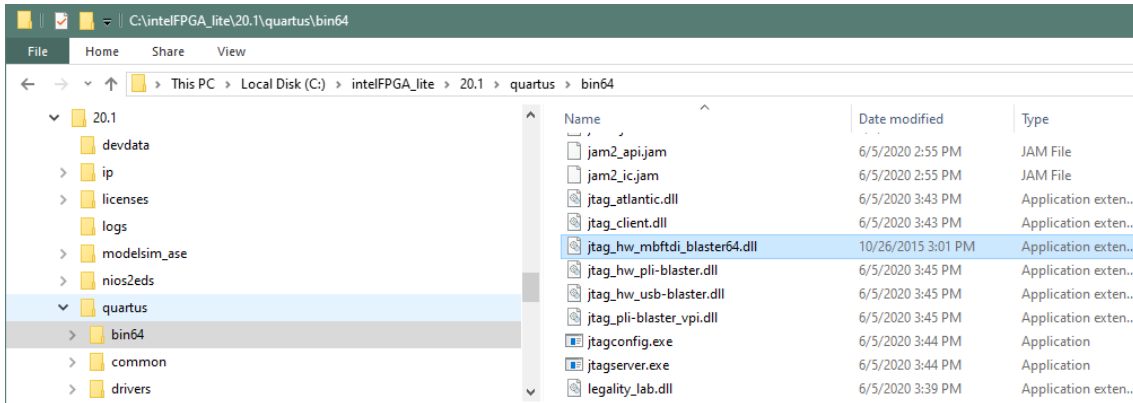 C:\intelFPGA_lite\20.1\quartus\bin64
File Home Share View
This PC > Local Disk (C:) > intelFPGA_lite > 20.1 > quartus > bin64
20.1
devdata
ip
licenses
logs
modelsim_ase
nios2eds
quartus
bin64
common
drivers
Name Date modified Type
jam2_api.jam 6/5/2020 2:55 PM JAM File
jam2_ic.jam 6/5/2020 2:55 PM JAM File
jtag_atlantic.dll 6/5/2020 3:43 PM Application exten..
jtag_client.dll 6/5/2020 3:43 PM Application exten..
jtag_hw_mbftdi_blaster64.dll 10/26/2015 3:01 PM Application exten..
jtag_hw_pli-blaster.dll 6/5/2020 3:45 PM Application exten..
jtag_hw_usb-blaster.dll 6/5/2020 3:45 PM Application exten..
jtag_pli-blaster_vpi.dll 6/5/2020 3:45 PM Application exten..
jtagconfig.exe 6/5/2020 3:44 PM Application
jtagserver.exe 6/5/2020 3:44 PM Application
legality_lab.dll 6/5/2020 3:39 PM Application exten..